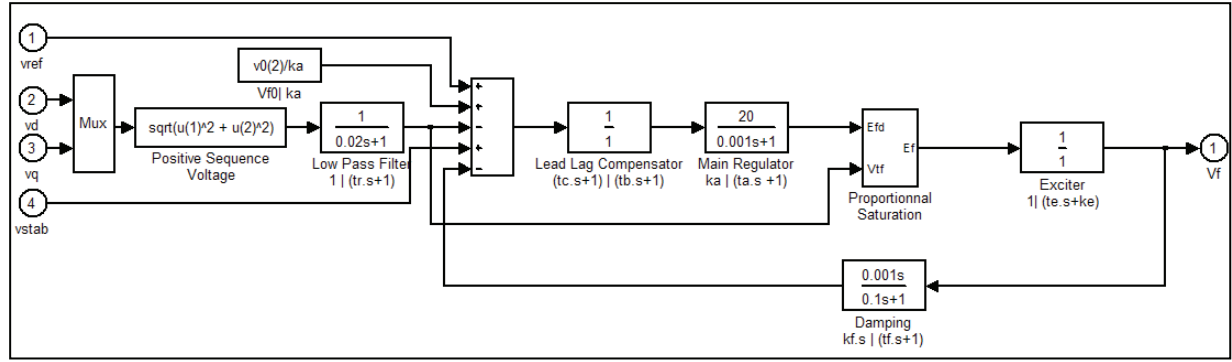 1
vref
2
vd
3
vq
4
vstab
Mux
v0(2)/ka
Vf0| ka
sqrt(u(1)^2 + u(2)^2)
Positive Sequence
Voltage
1
0.02s+1
Low Pass Filter
1 | (tr.s+1)
+
+
-
+
-
1
1
Lead Lag Compensator
(tc.s+1) | (tb.s+1)
20
0.001s+1
Main Regulator
ka | (ta.s +1)
Efd
Vtf
Ef
Proportionnal
Saturation
1
1
Exciter
1| (te.s+ke)
1
Vf
0.001s
0.1s+1
Damping
kf.s | (tf.s+1)